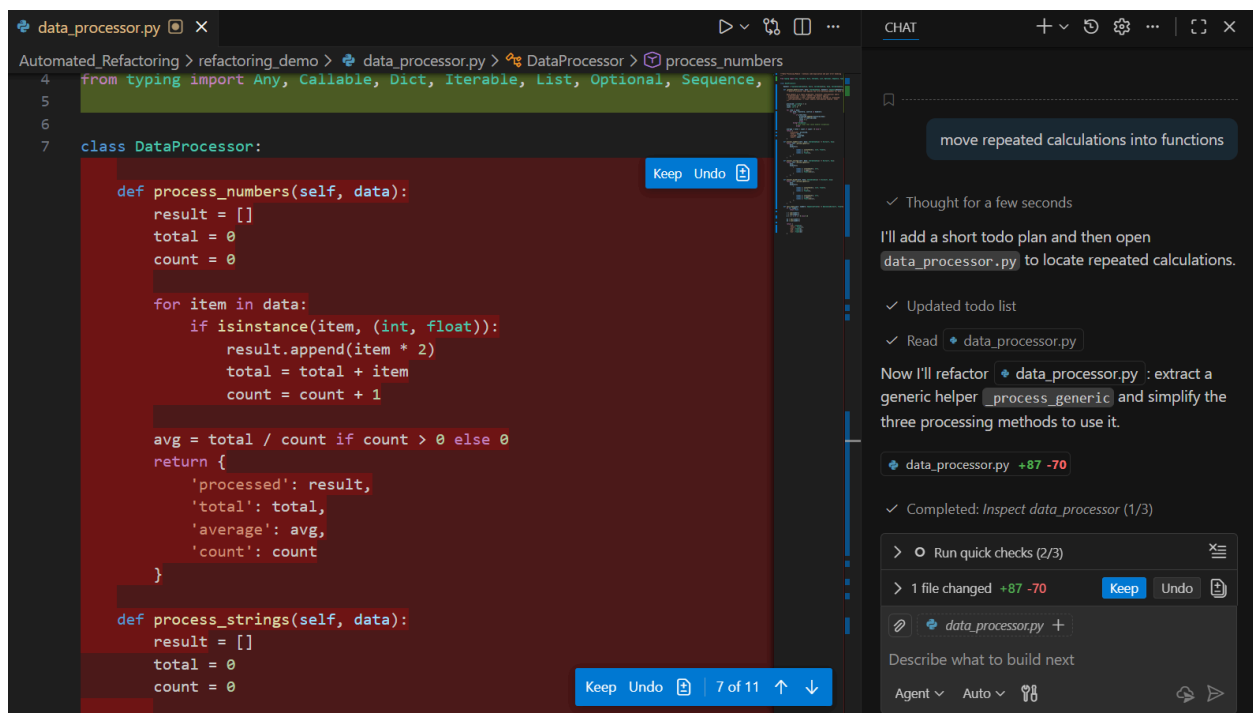 data_processor.py
Automated_Refactoring > refactoring_demo > data_processor.py > DataProcessor > process_numbers
4 from typing import Any, Callable, Dict, Iterable, List, Optional, Sequence,
5
6
7 class DataProcessor:
Keep Undo
def process_numbers(self, data):
result = []
total = 0
count = 0
for item in data:
if isinstance(item, (int, float)):
result.append(item * 2)
total = total + item
count = count + 1
avg = total / count if count > 0 else 0
return {
'processed': result,
'total': total,
'average': avg,
'count': count
}
def process_strings(self, data):
result = []
total = 0
count = 0
Keep Undo 7 of 11
CHAT
move repeated calculations into functions
Thought for a few seconds
I'll add a short todo plan and then open
data_processor.py to locate repeated calculations.
Updated todo list
Read data_processor.py
Now I'll refactor data_processor.py : extract a
generic helper _process_generic and simplify the
three processing methods to use it.
data_processor.py +87 -70
Completed: Inspect data_processor (1/3)
Run quick checks (2/3)
1 file changed +87 -70 Keep Undo
data_processor.py
Describe what to build next
Agent Auto